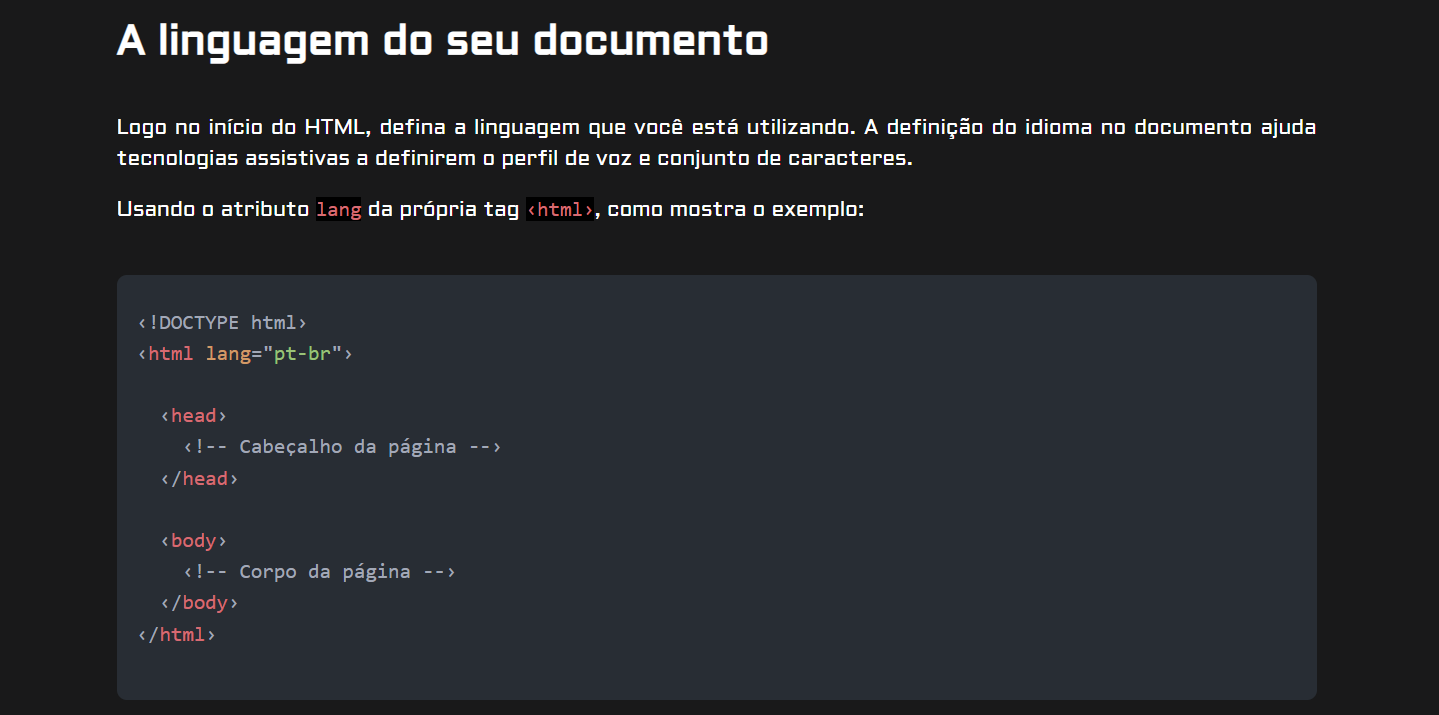 A linguagem do seu documento
Logo no início do HTML, defina a linguagem que você está utilizando. A definição do idioma no documento ajuda
tecnologias assistivas a definirem o perfil de voz e conjunto de caracteres.
Usando o atributo lang da própria tag ‹html›, como mostra o exemplo:
‹!DOCTYPE html›
‹html lang="pt-br"›
‹head›
‹!-- Cabeçalho da página --›
‹/head›
‹body›
‹!-- Corpo da página --›
‹/body›
‹/html›